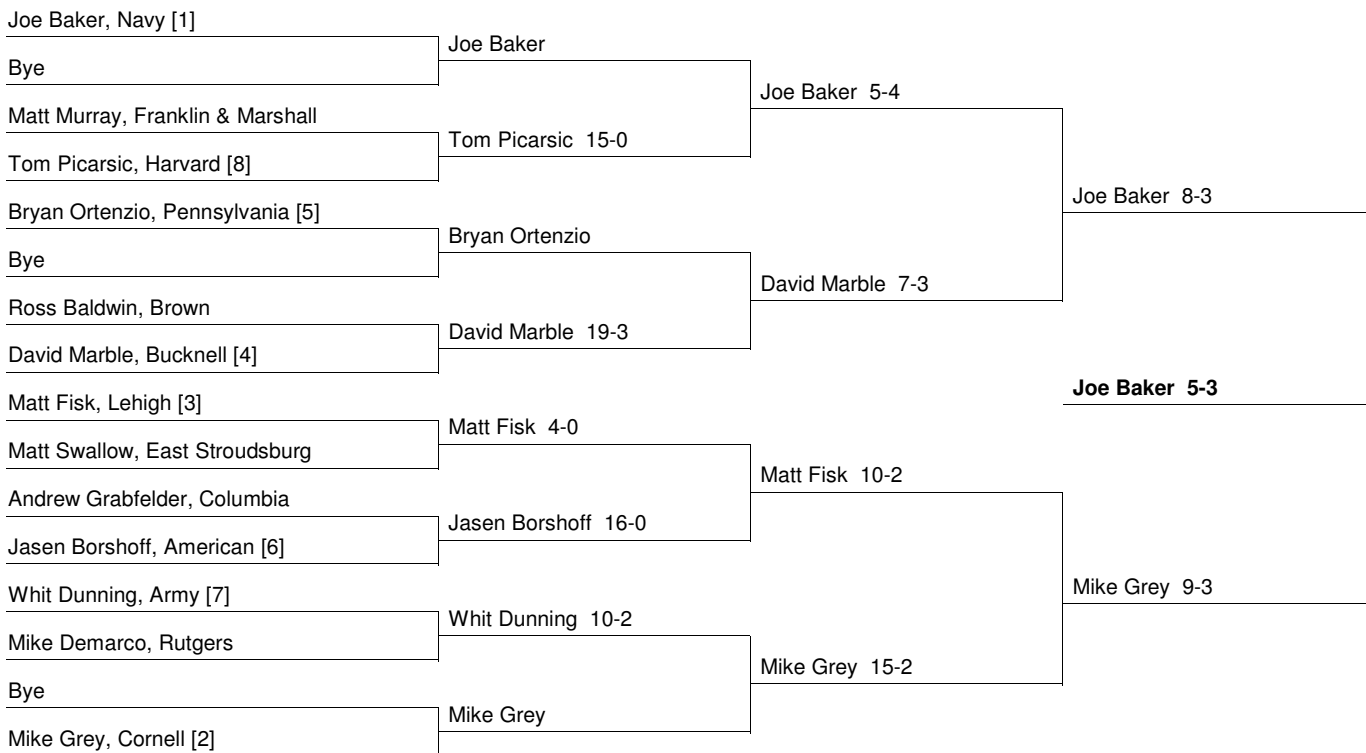 Joe Baker, Navy [1]
Bye
Matt Murray, Franklin & Marshall
Tom Picarsic, Harvard [8]
Bryan Ortenzio, Pennsylvania [5]
Bye
Ross Baldwin, Brown
David Marble, Bucknell [4]
Matt Fisk, Lehigh [3]
Matt Swallow, East Stroudsburg
Andrew Grabfelder, Columbia
Jasen Borshoff, American [6]
Whit Dunning, Army [7]
Mike Demarco, Rutgers
Bye
Mike Grey, Cornell [2]
Joe Baker
Tom Picarsic 15-0
Bryan Ortenzio
David Marble 19-3
Matt Fisk 4-0
Jasen Borshoff 16-0
Whit Dunning 10-2
Mike Grey
Joe Baker 5-4
David Marble 7-3
Matt Fisk 10-2
Mike Grey 15-2
Joe Baker 8-3
Mike Grey 9-3
Joe Baker 5-3